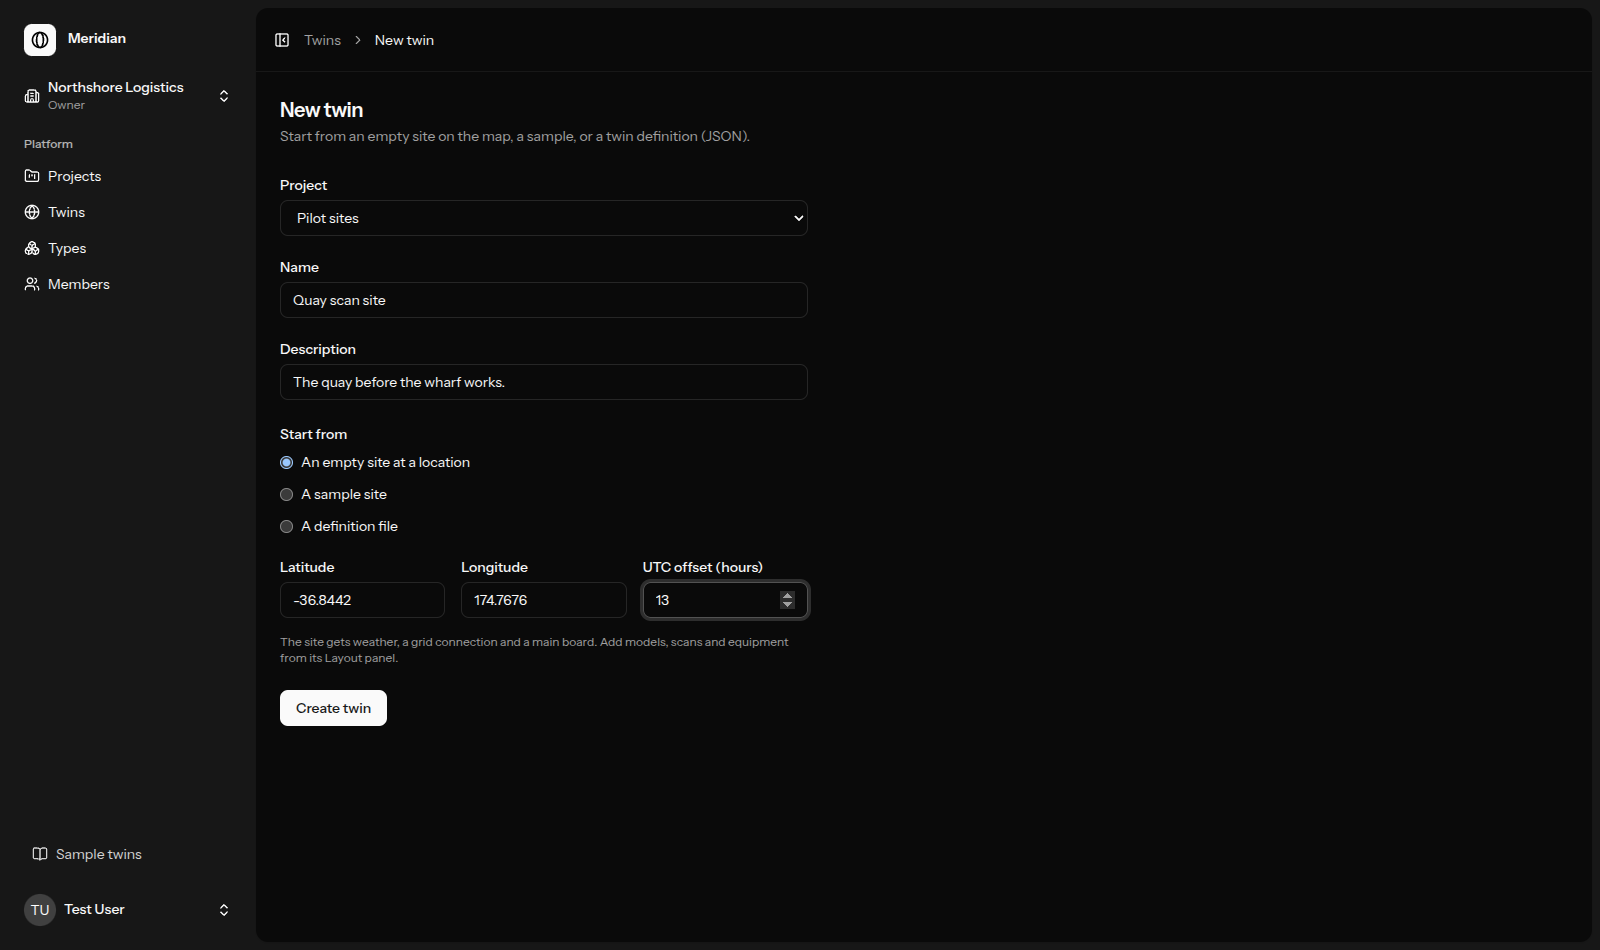 Meridian
Northshore Logistics
Owner
Platform
Projects
Twins
Types
Members
Sample twins
TU
Test User
Twins
New twin
New twin
Start from an empty site on the map, a sample, or a twin definition (JSON).
Project
Pilot sites
Name
Quay scan site
Description
The quay before the wharf works.
Start from
An empty site at a location
A sample site
A definition file
Latitude
Longitude
UTC offset (hours)
-36.8442
174.7676
13
The site gets weather, a grid connection and a main board. Add models, scans and equipment
from its Layout panel.
Create twin